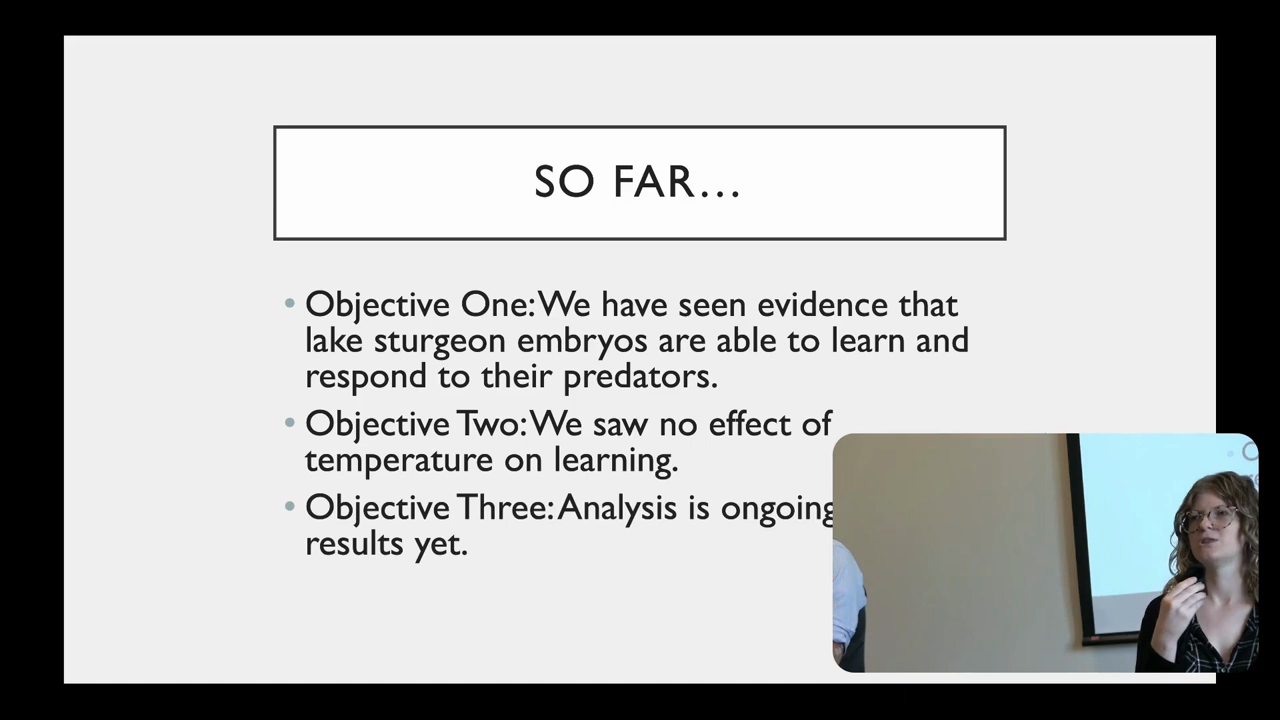 SO FAR...
• Objective One: We have seen evidence that
lake sturgeon embryos are able to learn and
respond to their predators.
• Objective Two: We saw no effect of
temperature on learning.
• Objective Three: Analysis is ongoing
results yet.